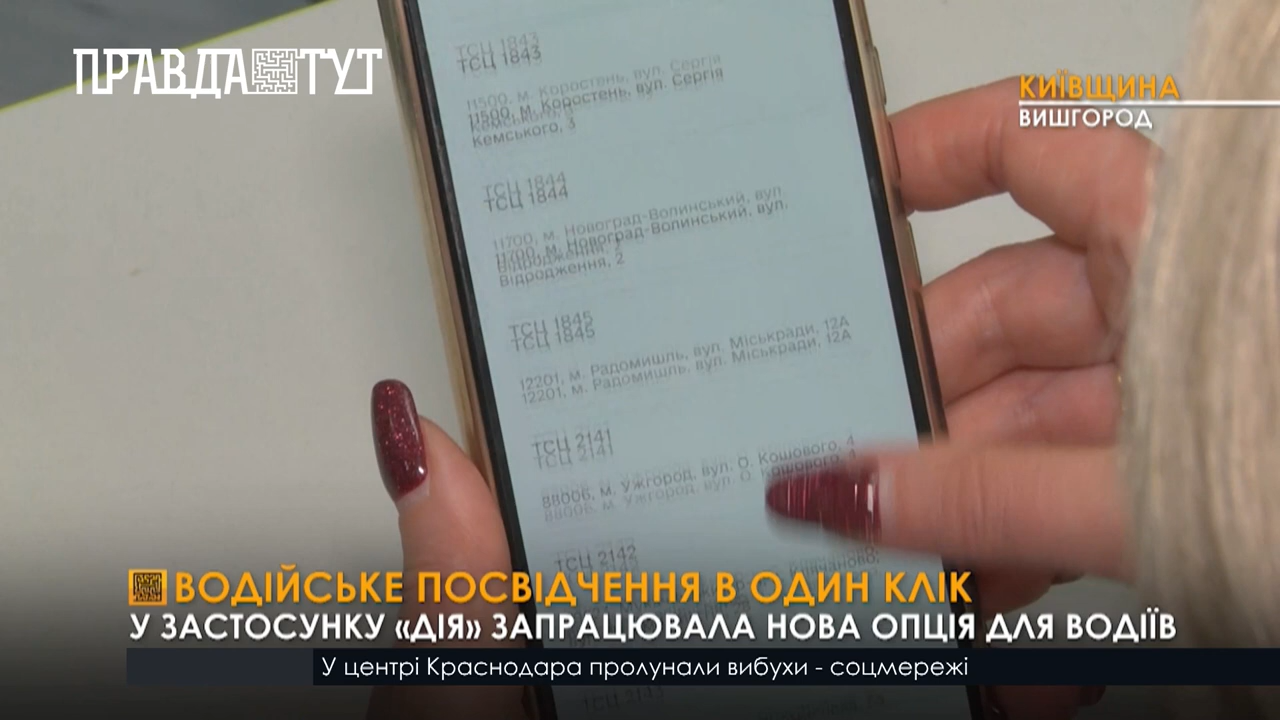 ПРАВДА ТУТ
КИЇВЩИНА
ВИШГОРОД
ТСЦ 1843
11500, м. Коростень, вул. Сергія
Кемського, 3
ТСЦ 1844
11700, м. Новоград-Волинський, вул.
Відродження, 2
ТСЦ 1845
12201, м. Радомишль, вул. Міськради, 12А
ТСЦ 2141
88006, м. Ужгород, вул. О. Кошового, 4
ТСЦ 2142
ВОДІЙСЬКЕ ПОСВІДЧЕННЯ В ОДИН КЛІК
У ЗАСТОСУНКУ «ДІЯ» ЗАПРАЦЮВАЛА НОВА ОПЦІЯ ДЛЯ ВОДІЇВ
У центрі Краснодара пролунали вибухи - соцмережі
ТСЦ 2143